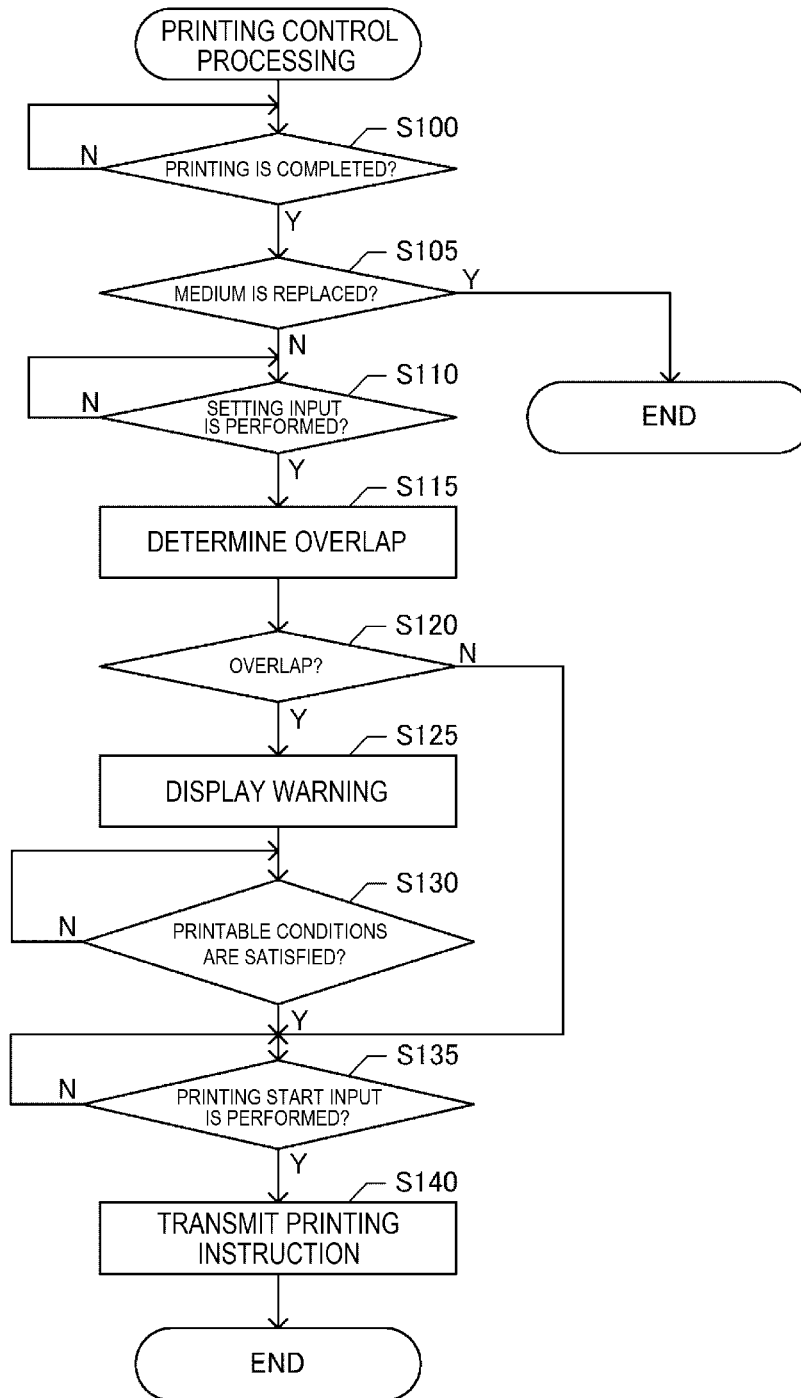 PRINTING CONTROL
PROCESSING
S100
N
PRINTING IS COMPLETED?
Y
S105
Y
MEDIUM IS REPLACED?
N
S110
N
SETTING INPUT
IS PERFORMED?
END
Y
S115
DETERMINE OVERLAP
S120
N
OVERLAP?
Y
S125
DISPLAY WARNING
S130
N
PRINTABLE CONDITIONS
ARE SATISFIED?
Y
S135
N
PRINTING START INPUT
IS PERFORMED?
Y
S140
TRANSMIT PRINTING
INSTRUCTION
END